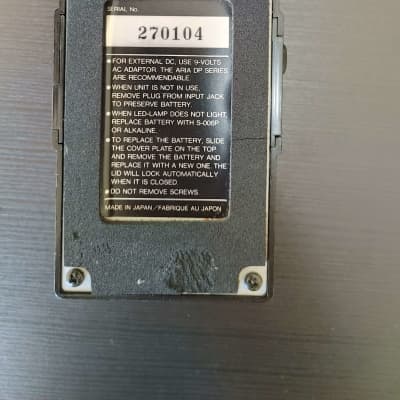 SERIAL No.
270104
• FOR EXTERNAL DC, USE 9-VOLTS
AC ADAPTOR. THE ARIA DP SERIES
ARE RECOMMENDABLE.
• WHEN UNIT IS NOT IN USE,
REMOVE PLUG FROM INPUT JACK
TO PRESERVE BATTERY.
• WHEN LED-LAMP DOES NOT LIGHT,
REPLACE BATTERY WITH S-006P
OR ALKALINE.
• TO REPLACE THE BATTERY, SLIDE
THE COVER PLATE ON THE TOP
AND REMOVE THE BATTERY AND
REPLACE IT WITH A NEW ONE. THE
LID WILL LOCK AUTOMATICALLY
WHEN IT IS CLOSED.
• DO NOT REMOVE SCREWS.
MADE IN JAPAN/FABRIQUE AU JAPON